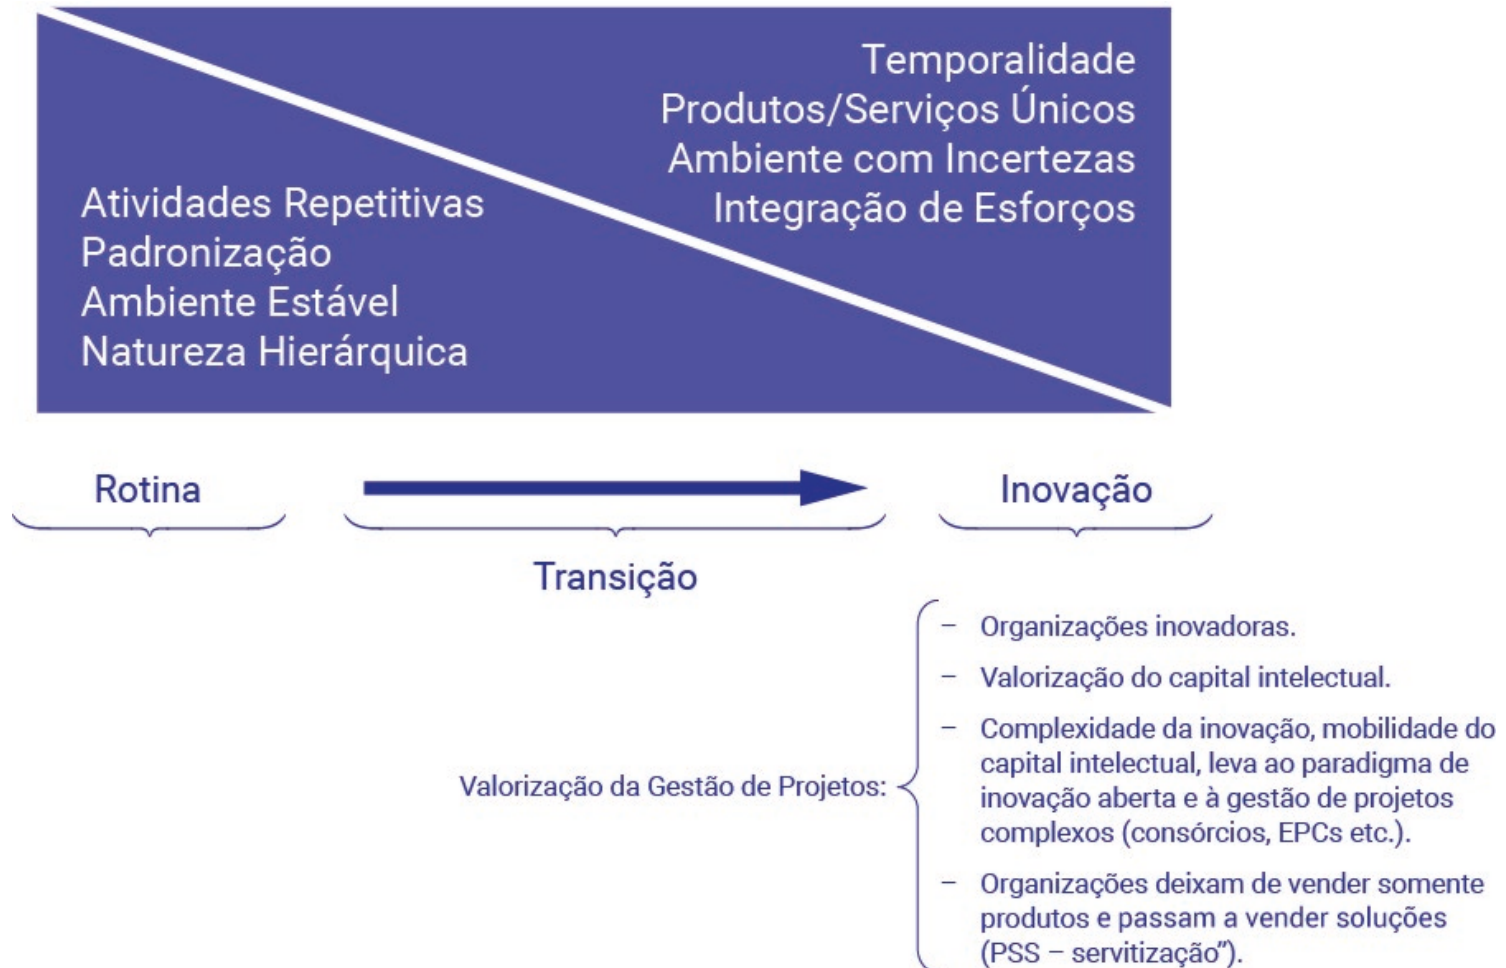 Temporalidade
Produtos/Serviços Únicos
Ambiente com Incertezas
Integração de Esforços
Atividades Repetitivas
Padronização
Ambiente Estável
Natureza Hierárquica
Rotina
Inovação
Transição
Valorização da Gestão de Projetos:
– Organizações inovadoras.
– Valorização do capital intelectual.
– Complexidade da inovação, mobilidade do
capital intelectual, leva ao paradigma de
inovação aberta e à gestão de projetos
complexos (consórcios, EPCs etc.).
– Organizações deixam de vender somente
produtos e passam a vender soluções
(PSS – servitização”).